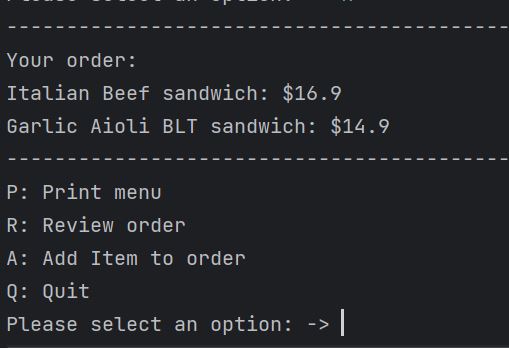 ------------------------------------------
Your order:
Italian Beef sandwich: $16.9
Garlic Aioli BLT sandwich: $14.9
------------------------------------------
P: Print menu
R: Review order
A: Add Item to order
Q: Quit
Please select an option: ->